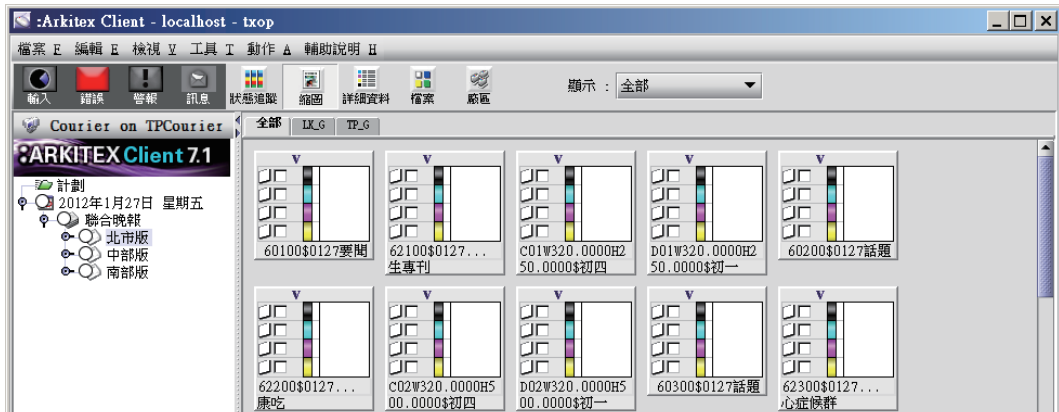 :Arkitex Client - localhost - txop
檔案 F 編輯 E 檢視 V 工具 T 動作 A 輔助說明 H
輸入 錯誤 警報 訊息 狀態追蹤 縮圖 詳細資料 檔案 廠區 顯示 : 全部
Courier on TPCourier 全部 LK_G TP_G
:ARKITEX Client 7.1
計劃
2012年1月27日 星期五
聯合晚報
北市版
中部版
南部版
V V V V V
60100$0127要聞 62100$0127... C01W320.0000H2 D01W320.0000H2 60200$0127話題
生專刊 50.0000$初四 50.0000$初一
V V V V V
62200$0127... C02W320.0000H5 D02W320.0000H5 60300$0127話題 62300$0127...
康吃 00.0000$初四 00.0000$初一 心症候群